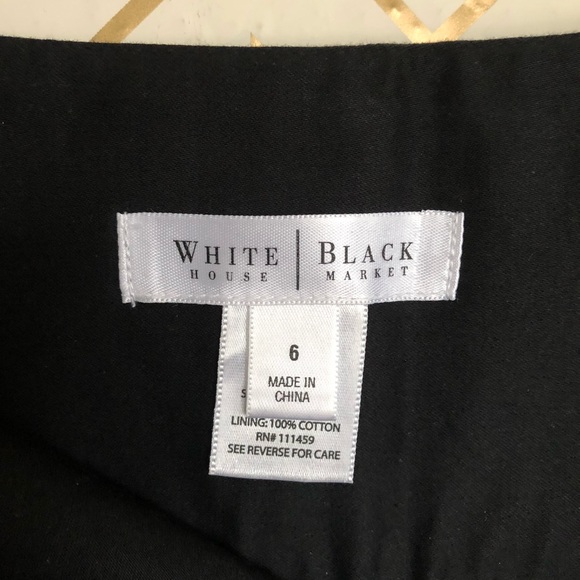 WHITE | BLACK
HOUSE MARKET
6
MADE IN
CHINA
LINING: 100% COTTON
RN# 111459
SEE REVERSE FOR CARE